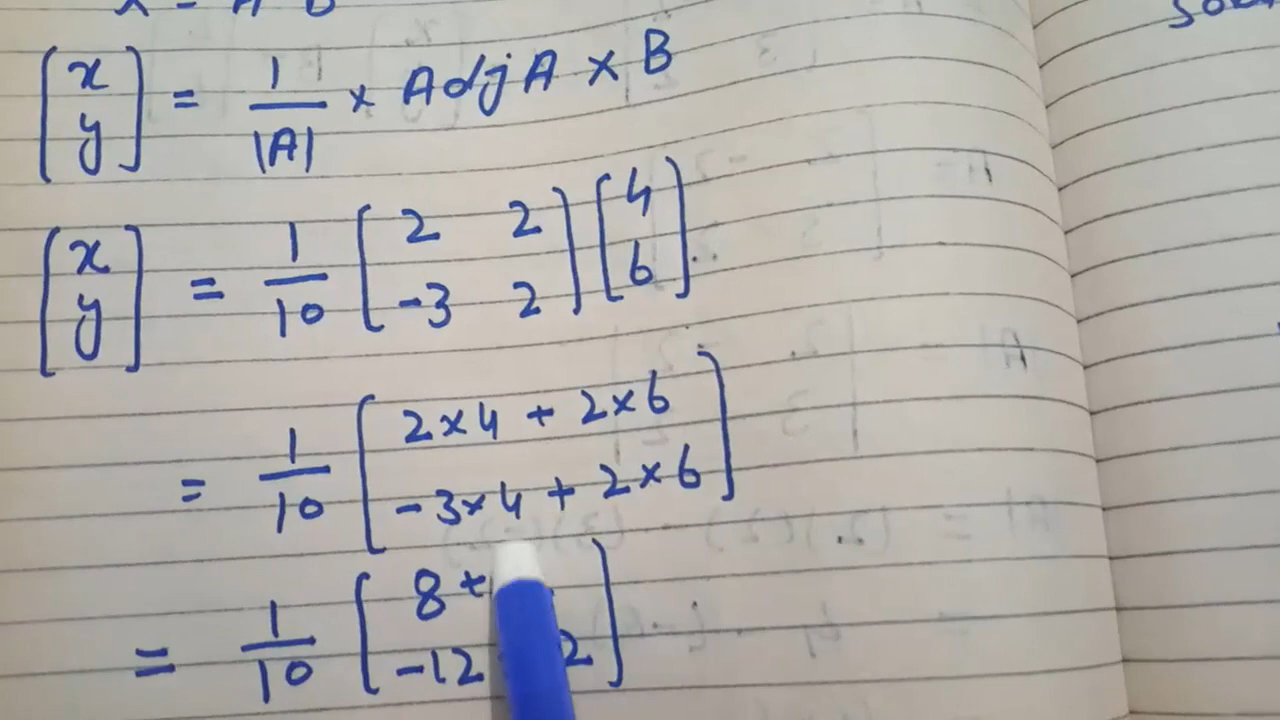 [x y] = 1/|A| × Adj A × B
[x y] = 1/10 [2 2 -3 2] [4 6]
= 1/10 [2×4 + 2×6 -3×4 + 2×6]
= 1/10 [8 + -12 2]